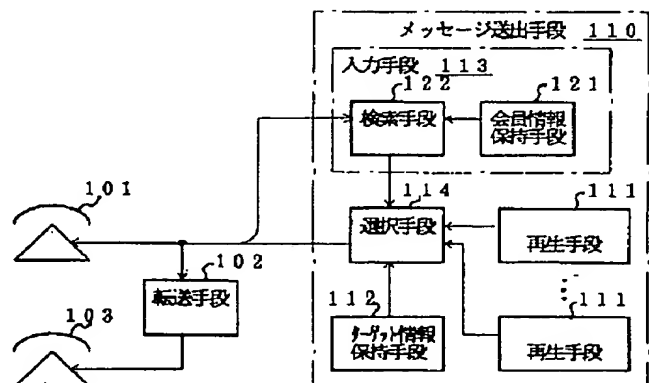 メッセージ送出手段 110
入力手段 113
122
121
検索手段
会員情報
保持手段
101
114
111
選択手段
再生手段
102
転送手段
103
112
111
ターゲット情報
保持手段
再生手段